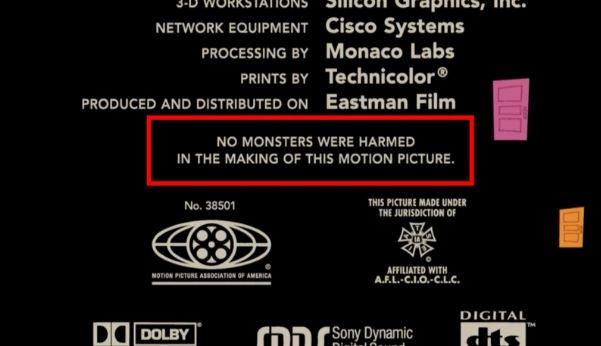 3-D WORKSTATIONS Silicon Graphics, Inc.
NETWORK EQUIPMENT Cisco Systems
PROCESSING BY Monaco Labs
PRINTS BY Technicolor®
PRODUCED AND DISTRIBUTED ON Eastman Film
NO MONSTERS WERE HARMED
IN THE MAKING OF THIS MOTION PICTURE.
No. 38501
MOTION PICTURE ASSOCIATION OF AMERICA
®
THIS PICTURE MADE UNDER
THE JURISDICTION OF
IATSE
©
AFFILIATED WITH
A.F.L.-C.I.O.-C.L.C.
DOLBY
Sony Dynamic
Digital Sound
DIGITAL
dts